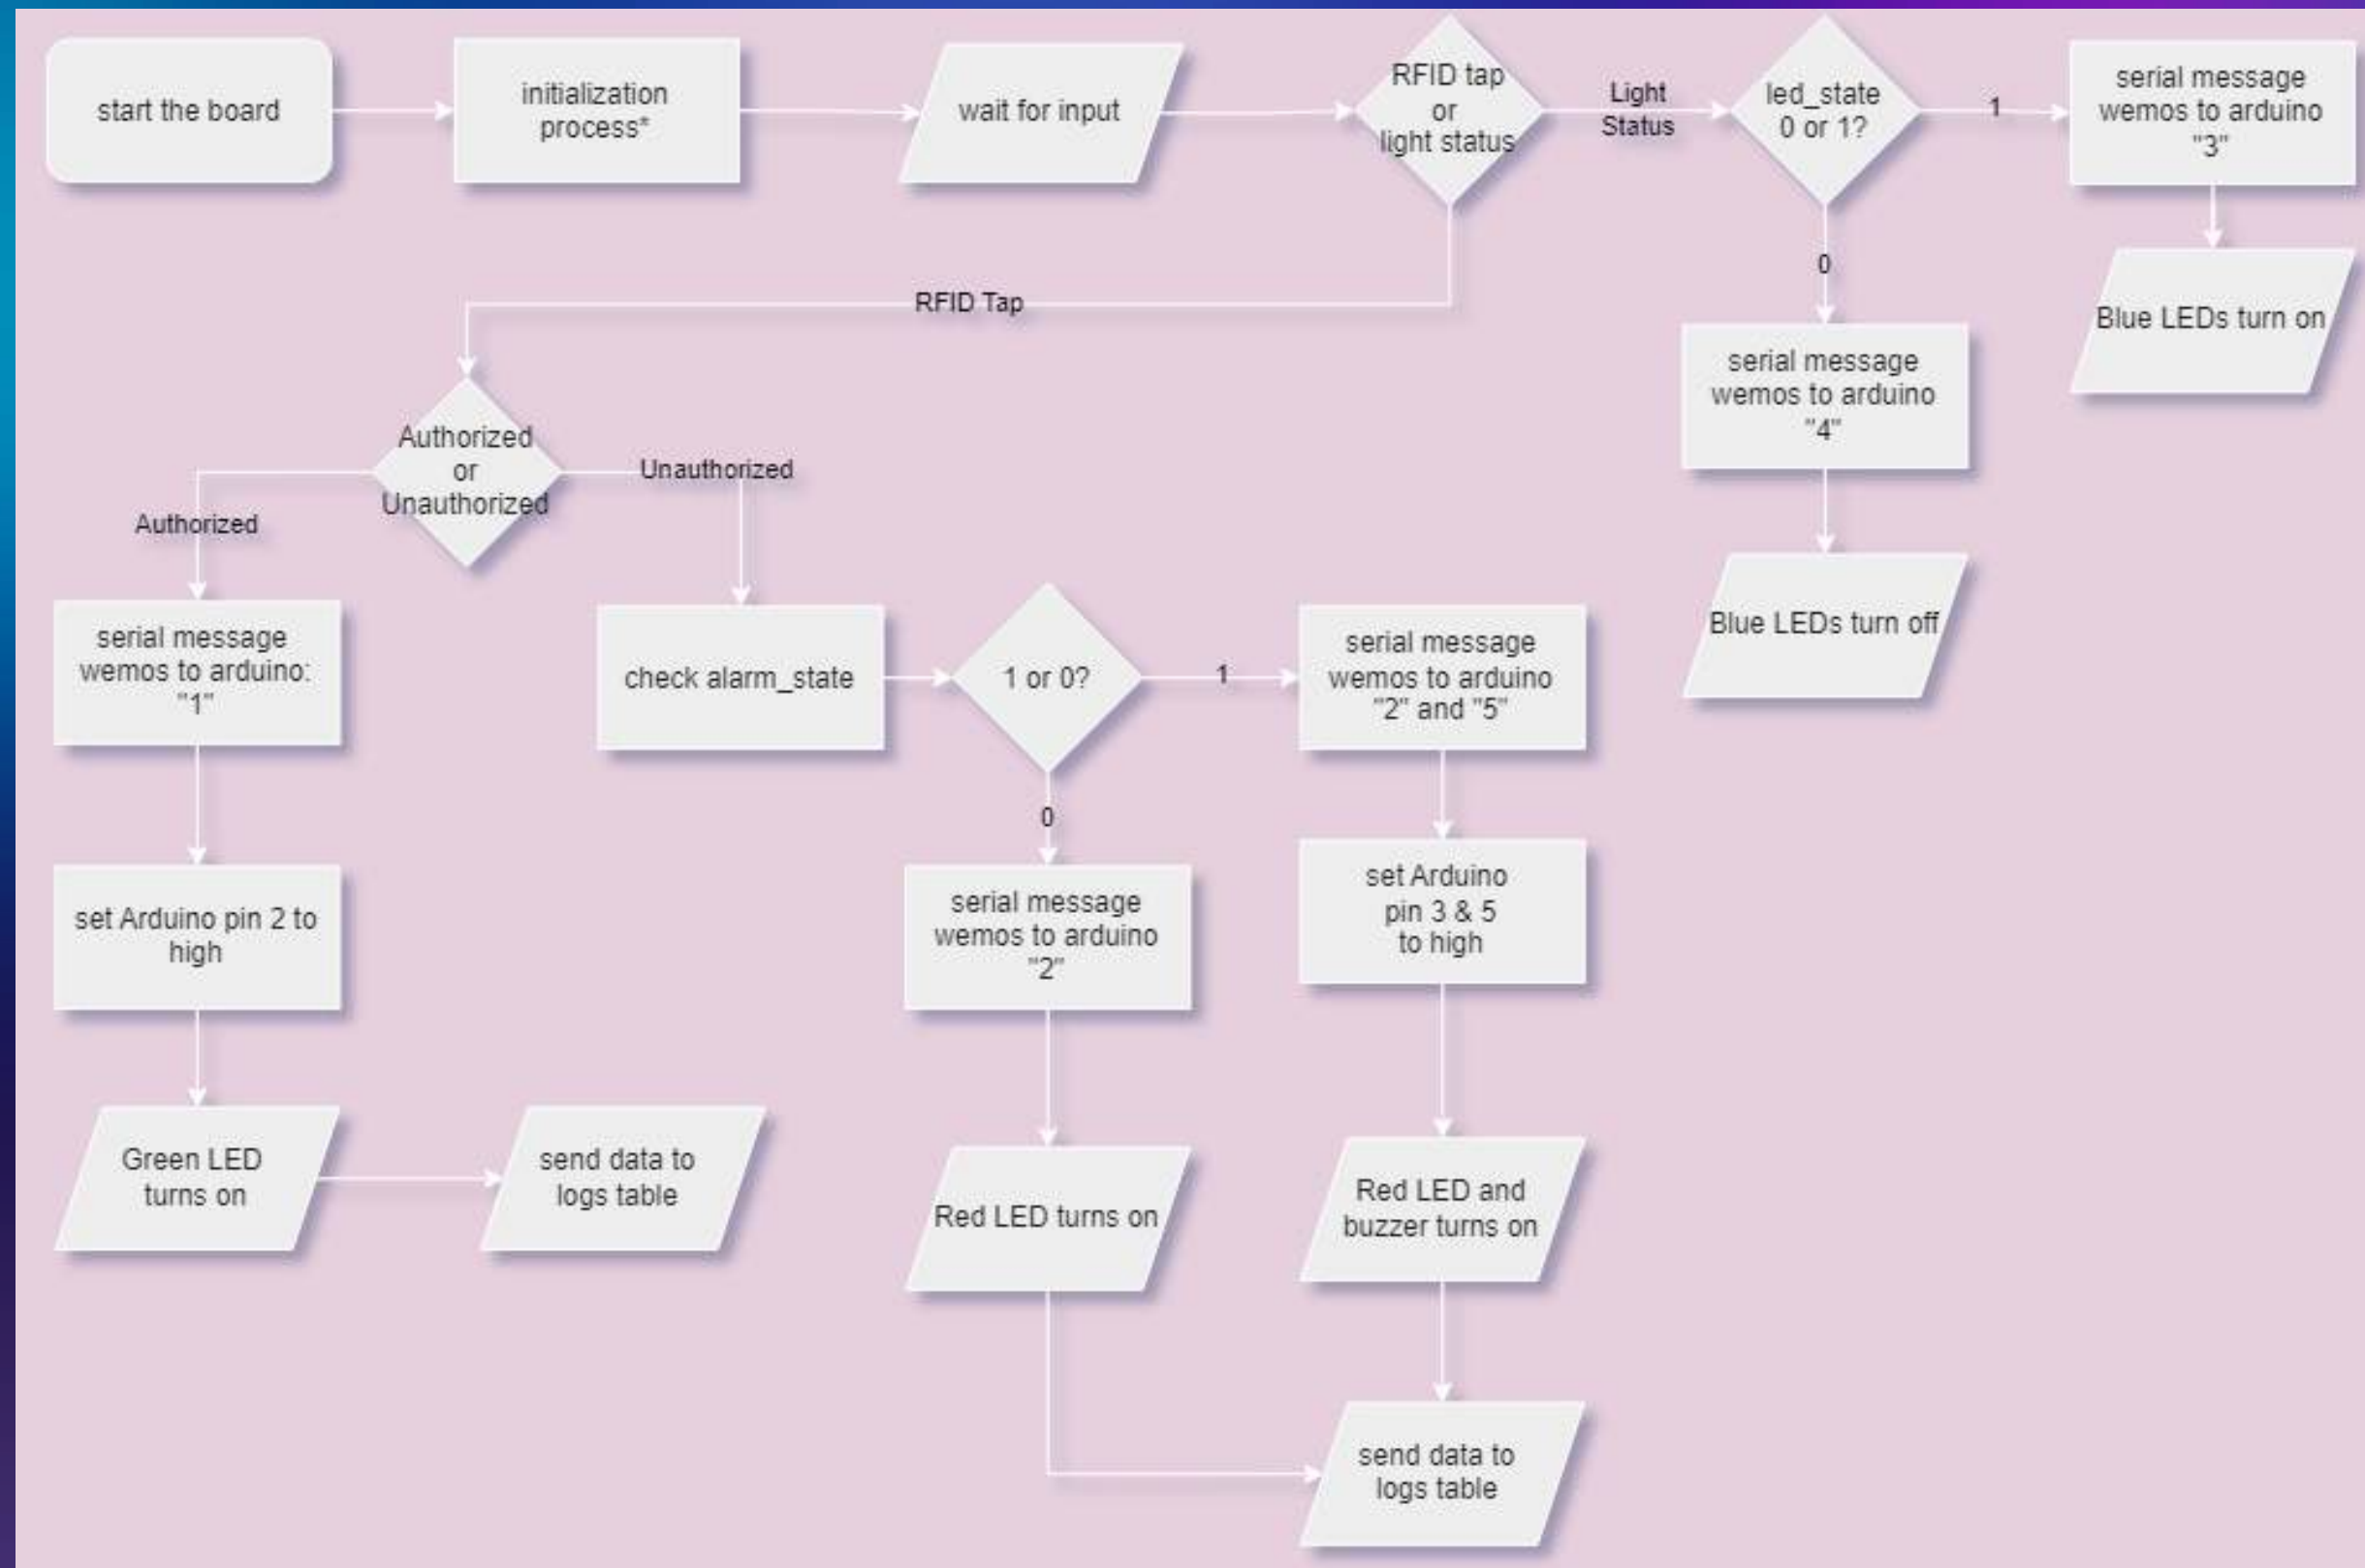 start the board
initialization
process*
wait for input
RFID tap
or
light status
Light
Status
led_state
0 or 1?
1
serial message
wemos to arduino
"3"
Blue LEDs turn on
0
serial message
wemos to arduino
"4"
Blue LEDs turn off
RFID Tap
Authorized
or
Unauthorized
Authorized
Unauthorized
serial message
wemos to arduino:
"1"
set Arduino pin 2 to
high
Green LED
turns on
send data to
logs table
check alarm_state
1 or 0?
1
serial message
wemos to arduino
"2" and "5"
set Arduino
pin 3 & 5
to high
Red LED and
buzzer turns on
0
serial message
wemos to arduino
"2"
Red LED turns on
send data to
logs table